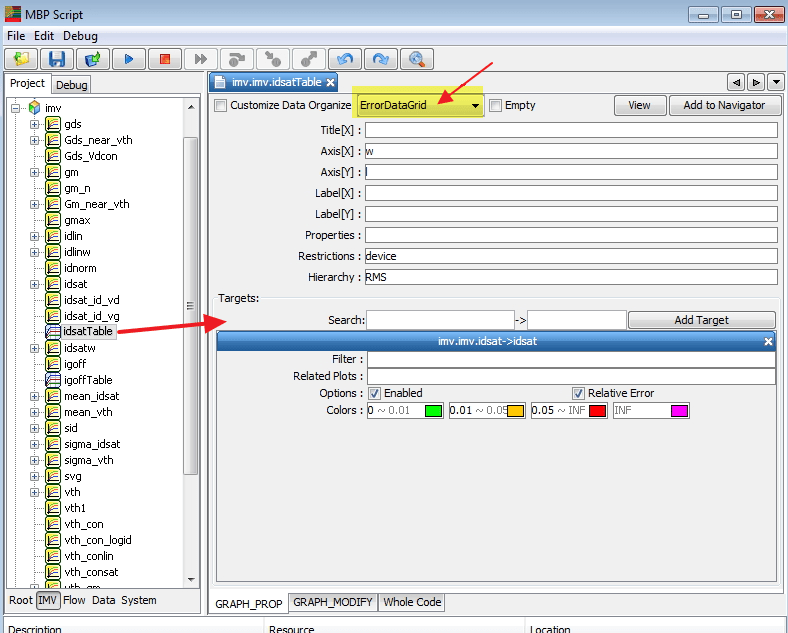 MBP Script
File Edit Debug
Project Debug
imv
gds
Gds_near_vth
Gds_Vdcon
gm
gm_n
Gm_near_vth
gmax
idlin
idlinw
idnorm
idsat
idsat_id_vd
idsat_id_vg
idsatTable
idsatw
igoff
igoffTable
mean_idsat
mean_vth
sid
sigma_idsat
sigma_vth
svg
vth
vth1
vth_con
vth_con_logid
vth_conlin
vth_consat
Root IMV Flow Data System
imv.imv.idsatTable
Customize Data Organize ErrorDataGrid Empty View Add to Navigator
Title[X] :
Axis[X] : w
Axis[Y] : l
Label[X] :
Label[Y] :
Properties :
Restrictions : device
Hierarchy : RMS
Targets:
Search: -> Add Target
imv.imv.idsat->idsat
Filter :
Related Plots :
Options : Enabled Relative Error
Colors : 0 ~ 0.01 0.01 ~ 0.05 0.05 ~ INF INF
GRAPH_PROP GRAPH_MODIFY Whole Code
Description Resource Location